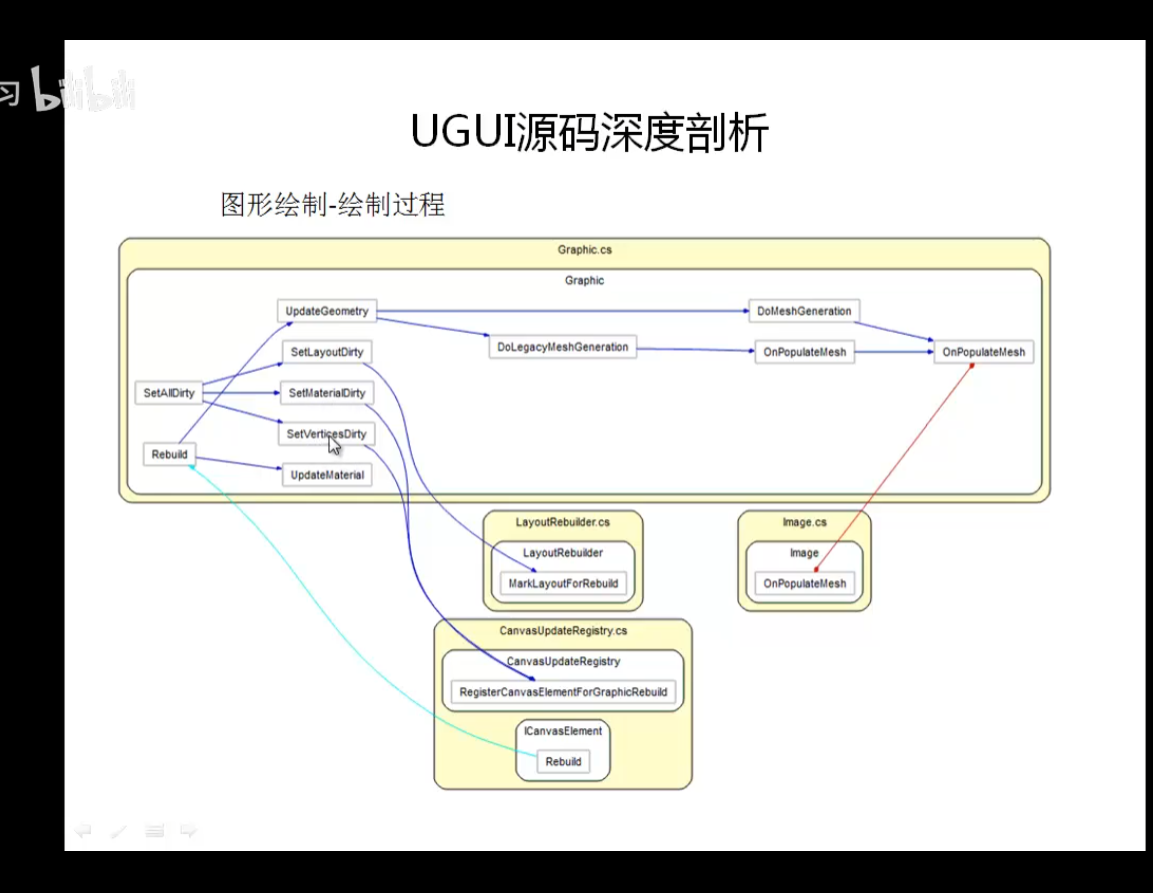 习 bilibili
UGUI源码深度剖析
图形绘制-绘制过程
Graphic.cs
Graphic
UpdateGeometry
DoMeshGeneration
SetLayoutDirty
DoLegacyMeshGeneration
OnPopulateMesh
OnPopulateMesh
SetAllDirty
SetMaterialDirty
SetVerticesDirty
Rebuild
UpdateMaterial
LayoutRebuilder.cs
LayoutRebuilder
MarkLayoutForRebuild
Image.cs
Image
OnPopulateMesh
CanvasUpdateRegistry.cs
CanvasUpdateRegistry
RegisterCanvasElementForGraphicRebuild
ICanvasElement
Rebuild